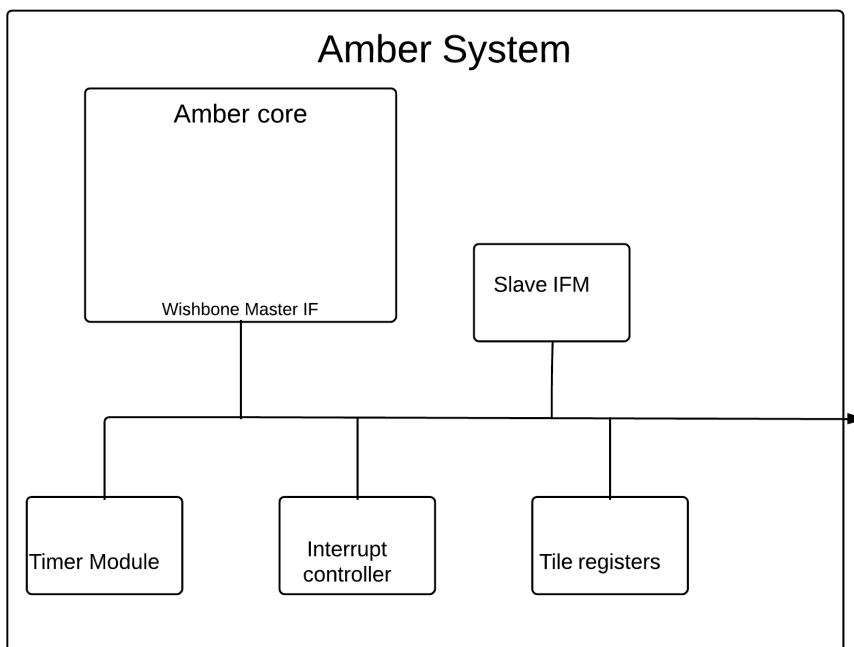 Amber System
Amber core
Wishbone Master IF
Slave IFM
Timer Module
Interrupt
controller
Tile registers